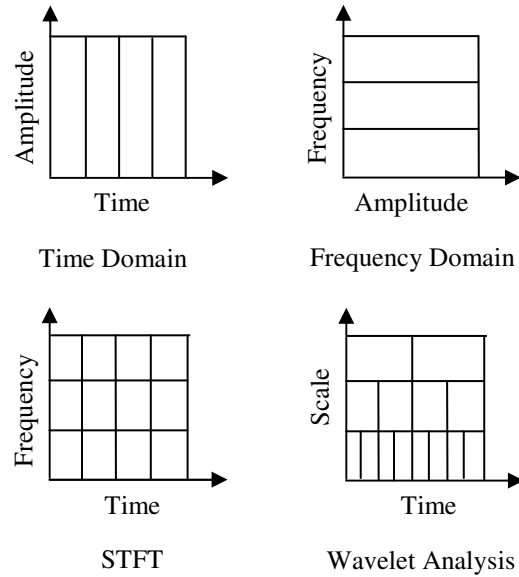 Amplitude
Time
Time Domain
Frequency
Amplitude
Frequency Domain
Frequency
Time
STFT
Scale
Time
Wavelet Analysis